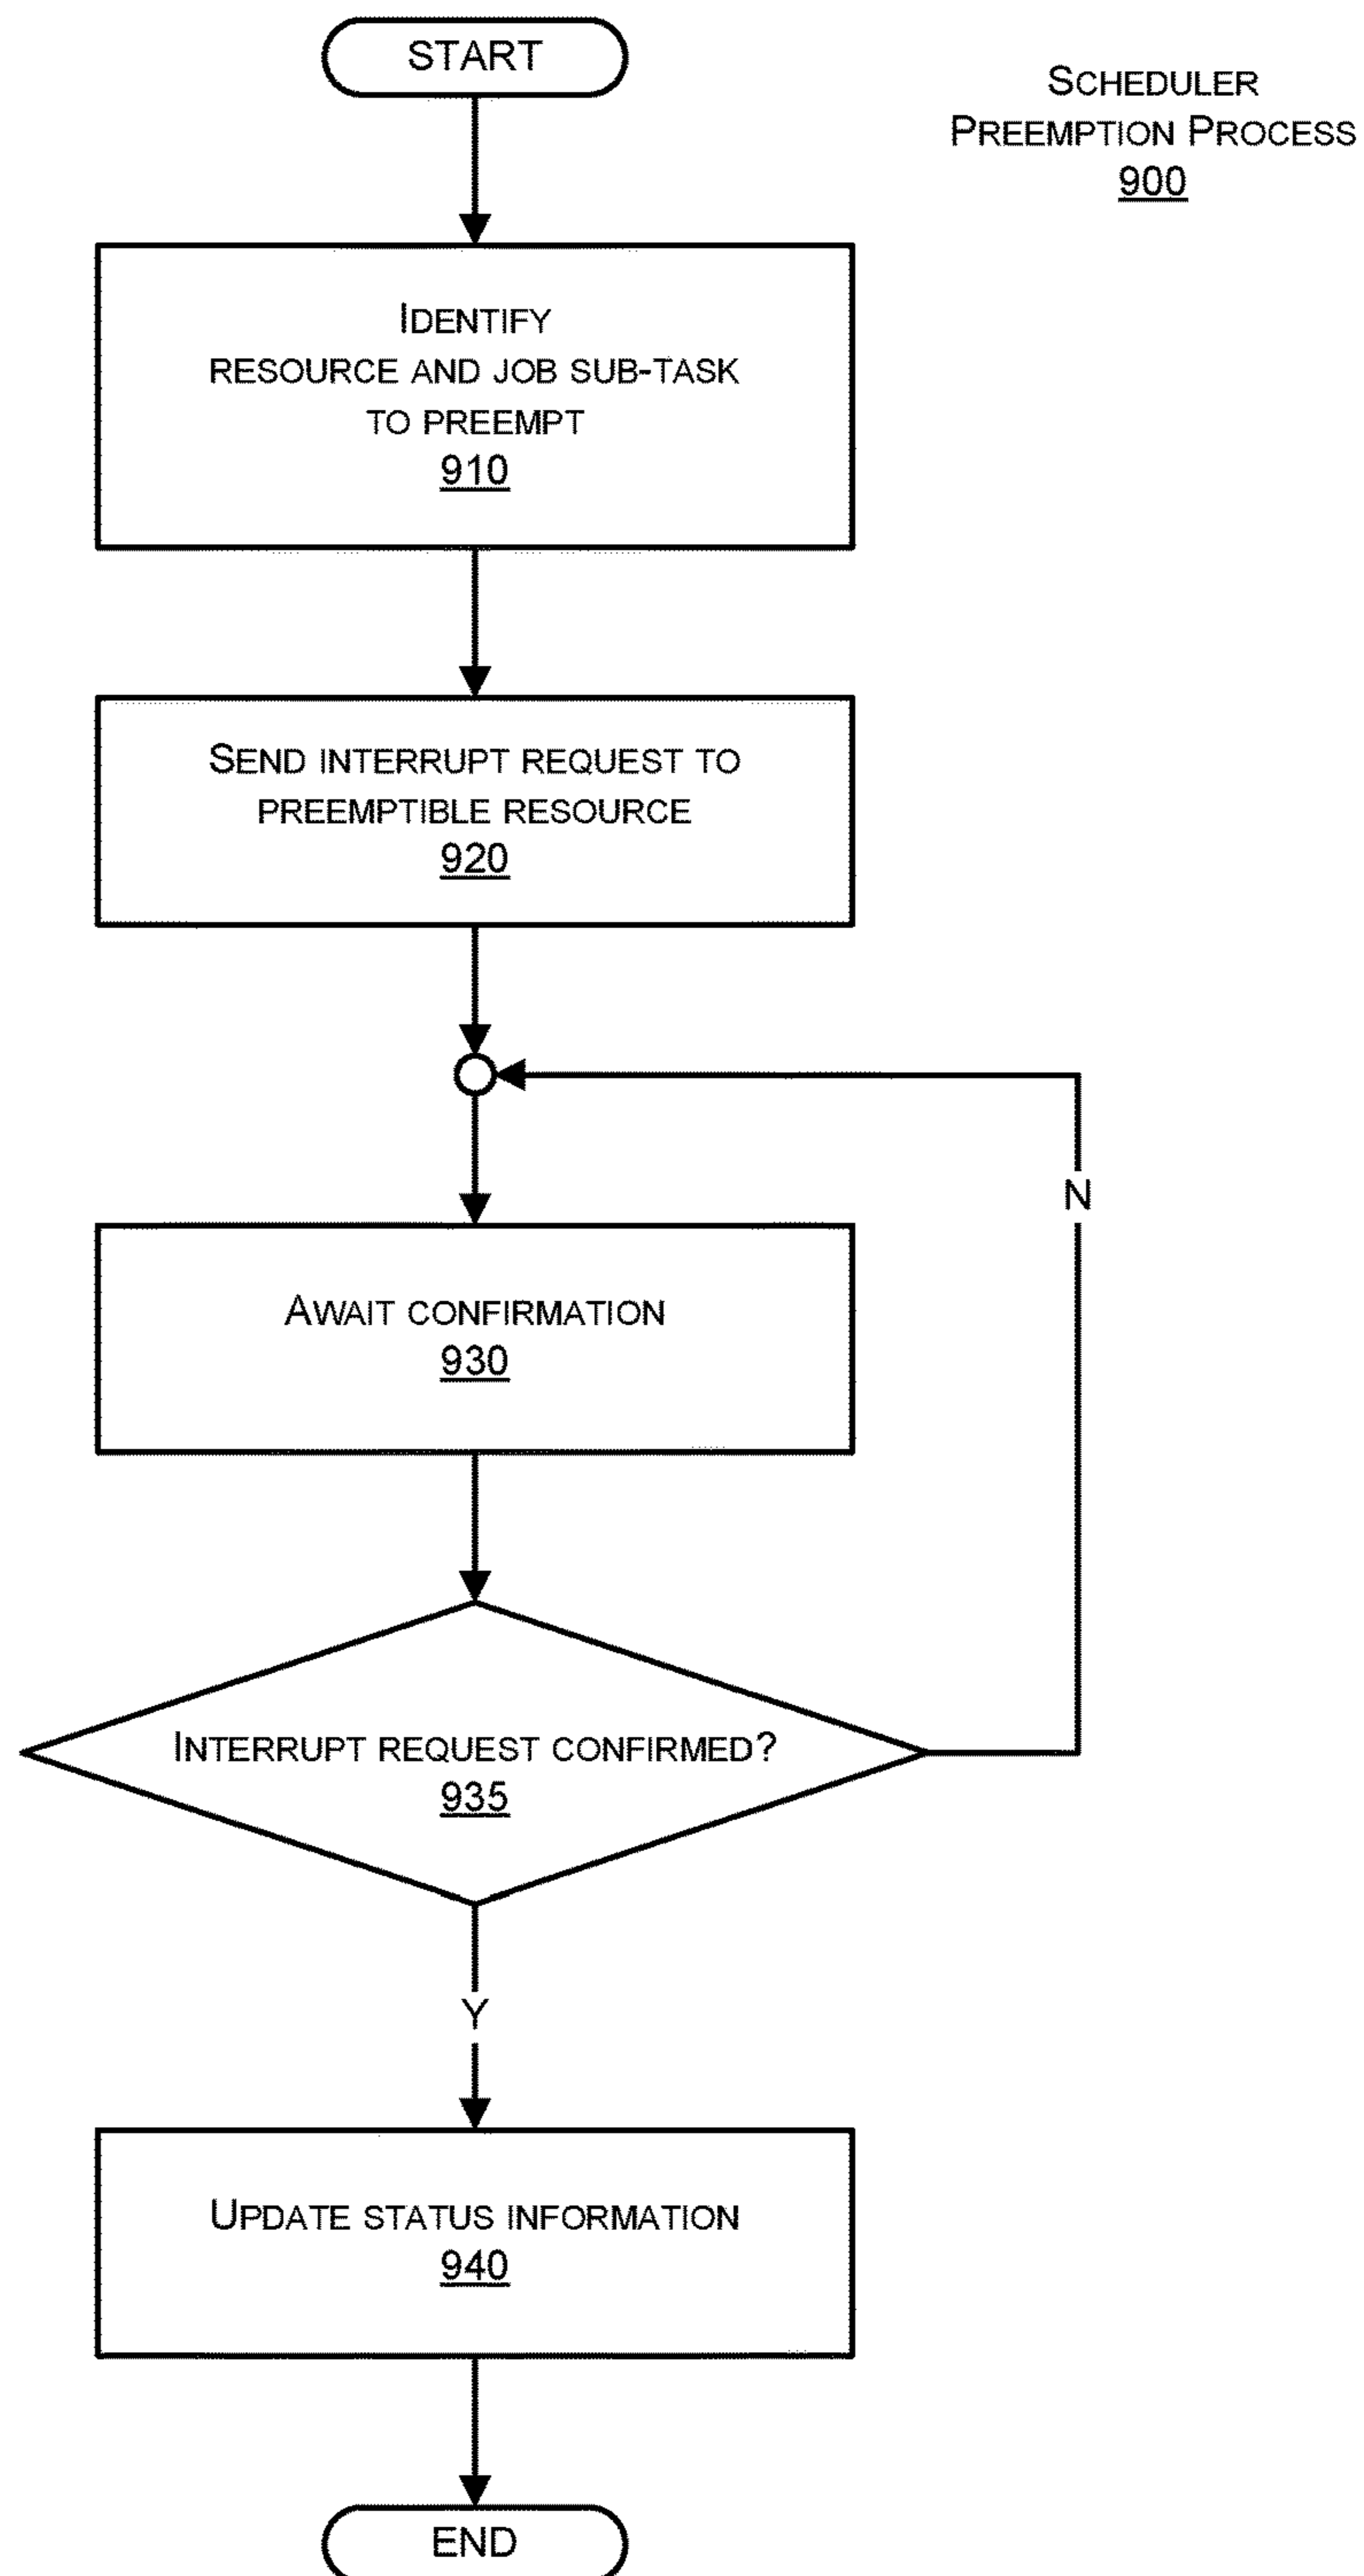 START
SCHEDULER
PREEMPTION PROCESS
900
IDENTIFY
RESOURCE AND JOB SUB-TASK
TO PREEMPT
910
SEND INTERRUPT REQUEST TO
PREEMPTIBLE RESOURCE
920
N
AWAIT CONFIRMATION
930
INTERRUPT REQUEST CONFIRMED?
935
Y
UPDATE STATUS INFORMATION
940
END